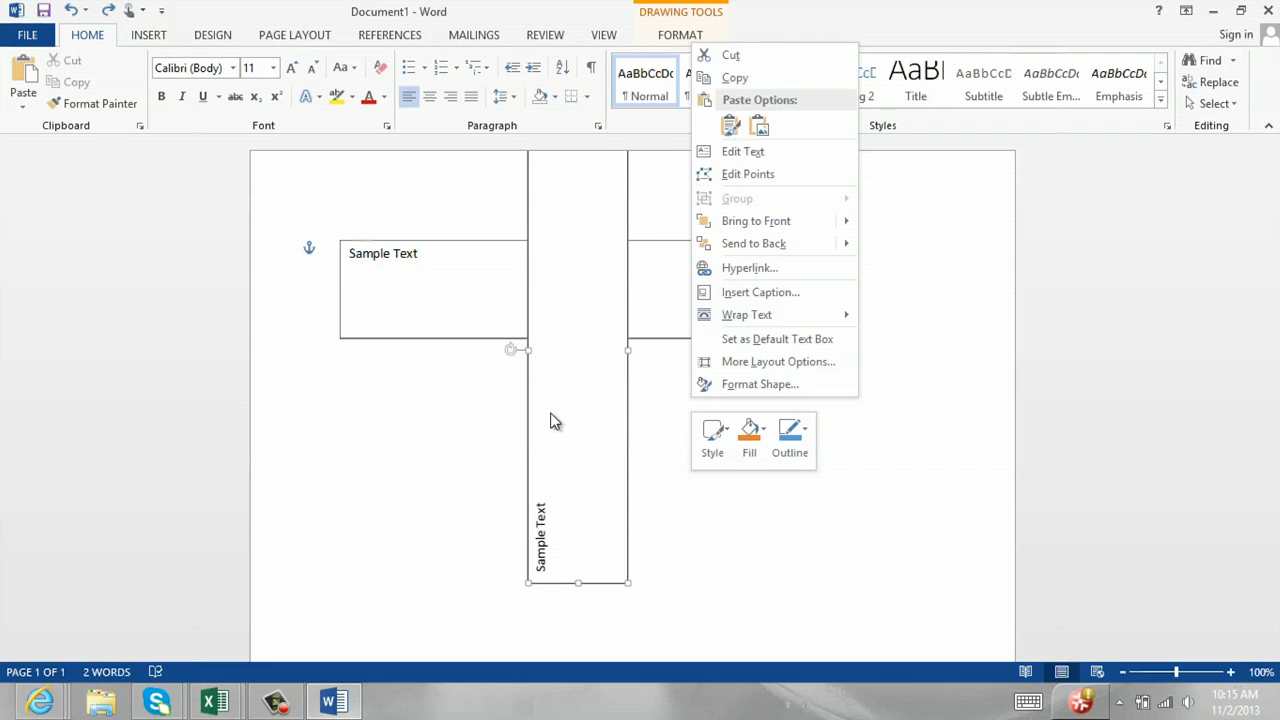 Document1 - Word
DRAWING TOOLS
Sign in
FILE
HOME
INSERT
DESIGN
PAGE LAYOUT
REFERENCES
MAILINGS
REVIEW
VIEW
FORMAT
Paste
Cut
Copy
Format Painter
Clipboard
Calibri (Body)
11
Font
Paragraph
AaBbCcDc
¶ Normal
Title
AaBbCcD
Subtitle
AaBbCcDc
Subtle Em...
AaBbCcDc
Emphasis
Styles
Find
Replace
Select
Editing
Cut
Copy
Paste Options:
Edit Text
Edit Points
Group
Bring to Front
Send to Back
Hyperlink...
Insert Caption...
Wrap Text
Set as Default Text Box
More Layout Options...
Format Shape...
Style
Fill
Outline
Sample Text
Sample Text
PAGE 1 OF 1
2 WORDS
100%
10:15 AM
11/2/2013